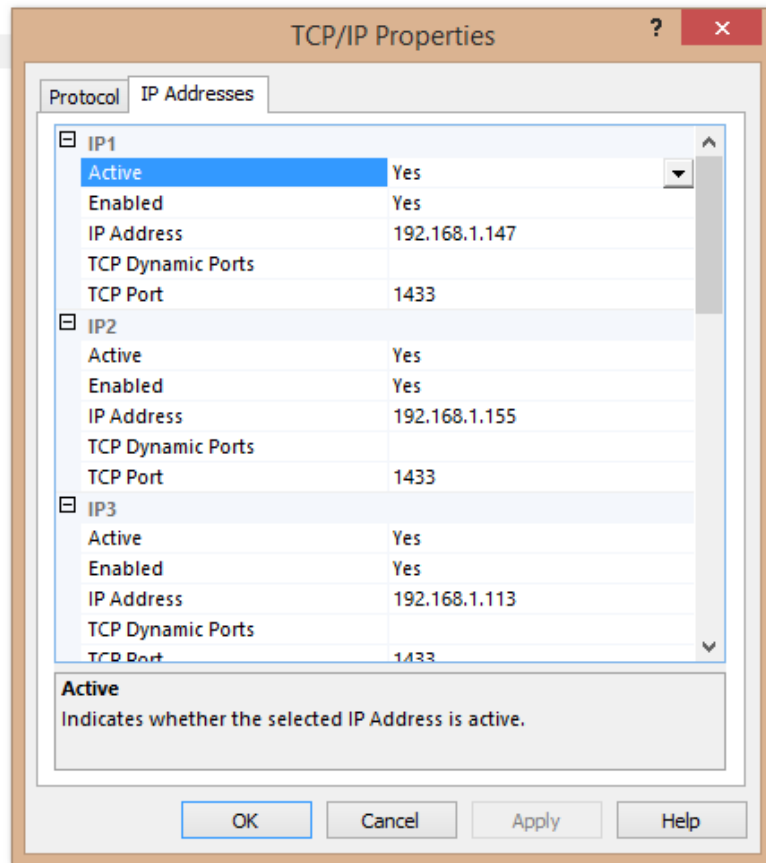 TCP/IP Properties ? ×
Protocol IP Addresses
IP1
Active Yes
Enabled Yes
IP Address 192.168.1.147
TCP Dynamic Ports
TCP Port 1433
IP2
Active Yes
Enabled Yes
IP Address 192.168.1.155
TCP Dynamic Ports
TCP Port 1433
IP3
Active Yes
Enabled Yes
IP Address 192.168.1.113
TCP Dynamic Ports
TCP Port 1433
Active
Indicates whether the selected IP Address is active.
OK Cancel Apply Help